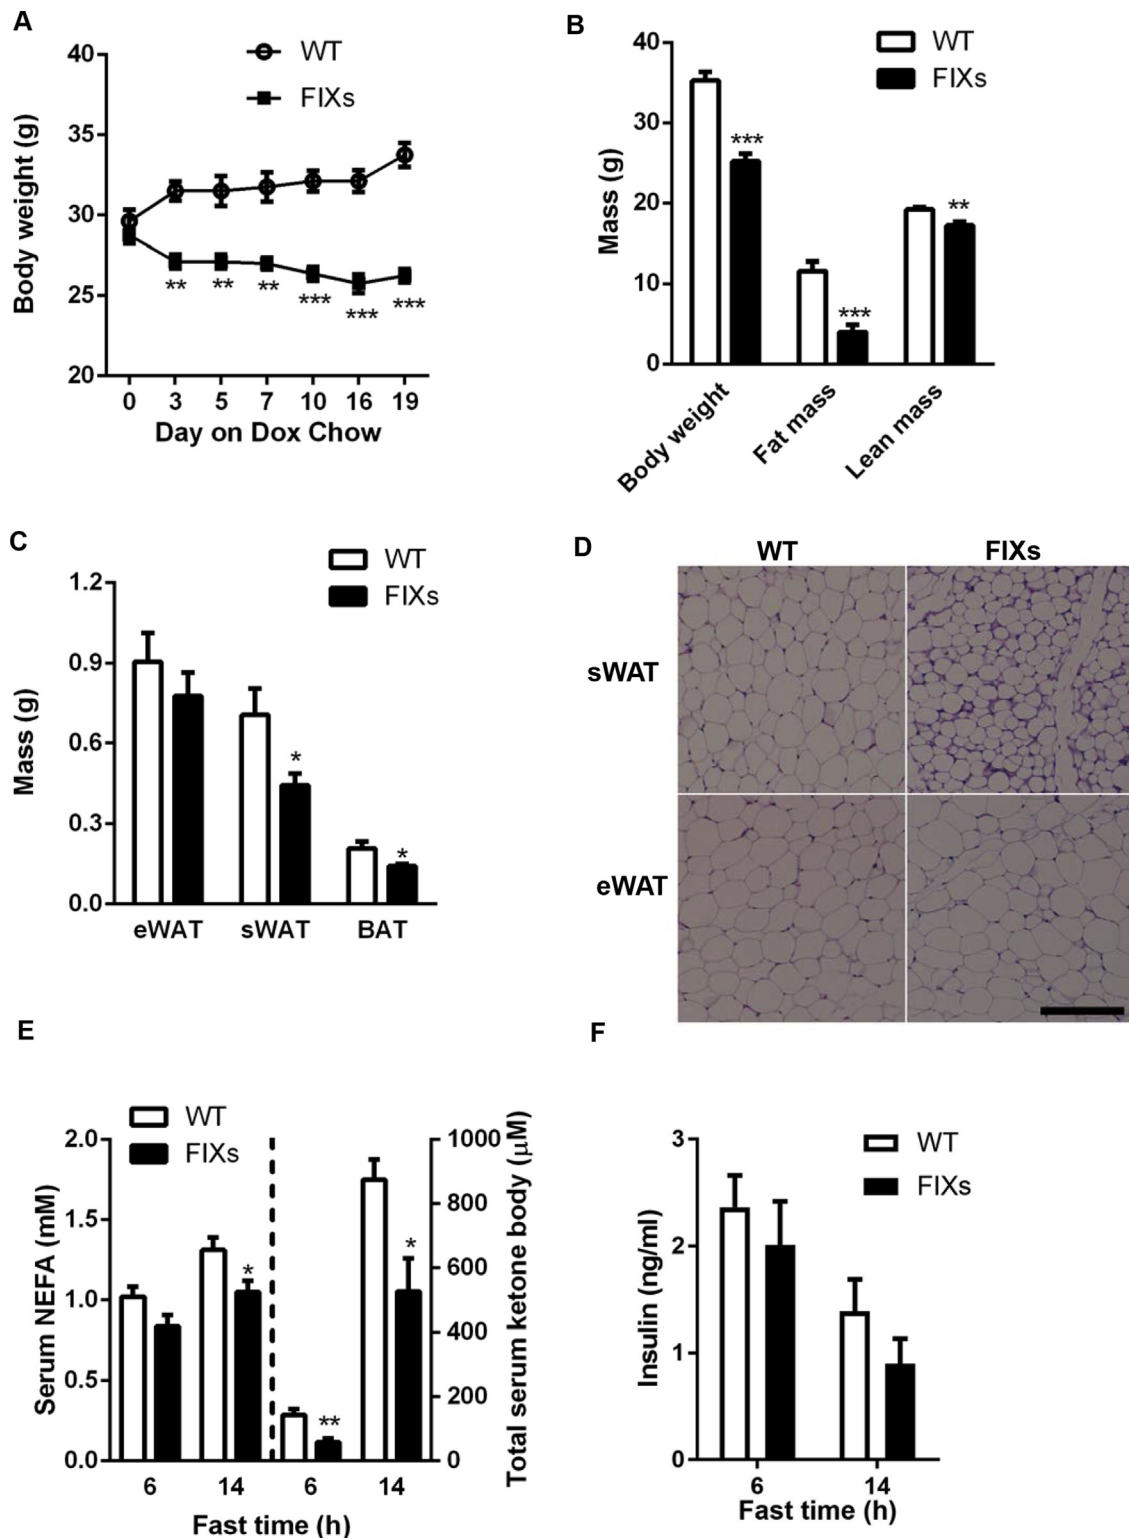 A
WT
FIXs
Body weight (g)
40
35
30
25
20
** ** ** *** *** ***
0 3 5 7 10 16 19
Day on Dox Chow
B
WT
FIXs
Mass (g)
40
30
20
10
0
*** *** **
Body weight
Fat mass
Lean mass
C
WT
FIXs
Mass (g)
1.2
0.9
0.6
0.3
0.0
* *
eWAT sWAT BAT
D
WT FIXs
sWAT
eWAT
E
WT
FIXs
Serum NEFA (mM)
2.0
1.5
1.0
0.5
0.0
* ** *
Total serum ketone body (μM)
1000
800
600
400
200
0
6 14 6 14
Fast time (h)
F
WT
FIXs
Insulin (ng/ml)
3
2
1
0
6 14
Fast time (h)